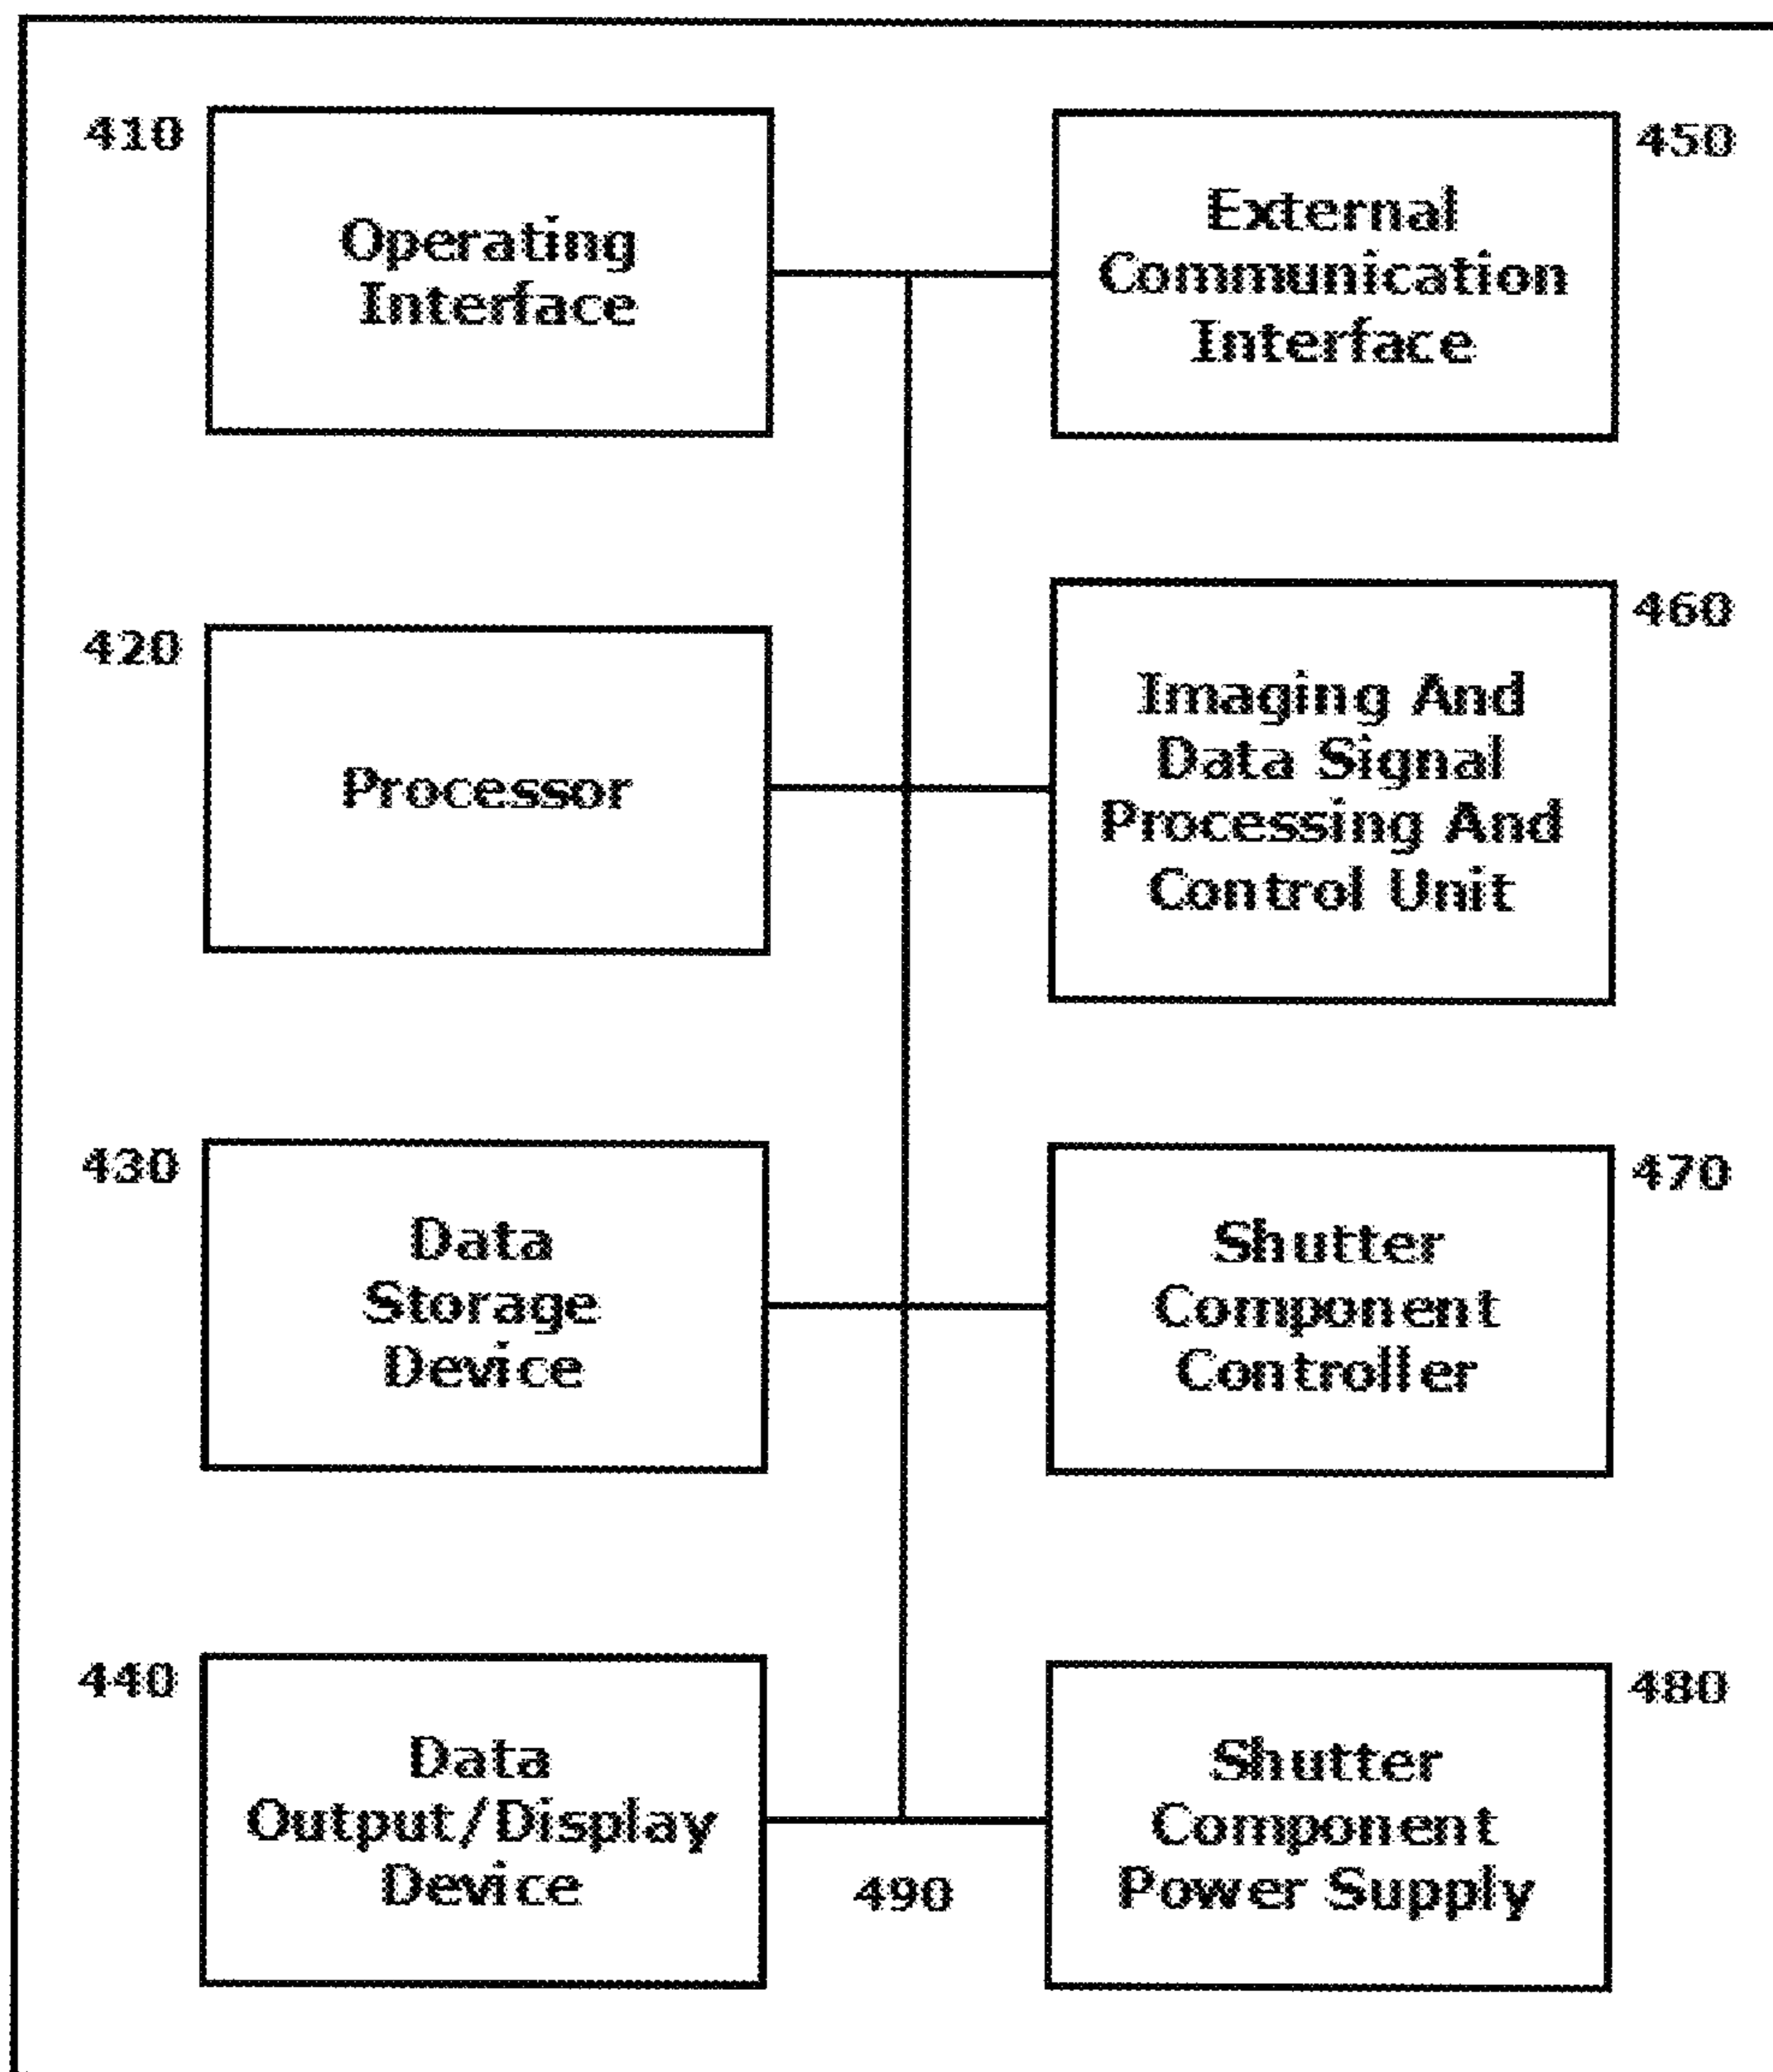 410
Operating
Interface
450
External
Communication
Interface
420
Processor
460
Imaging And
Data Signal
Processing And
Control Unit
430
Data
Storage
Device
470
Shutter
Component
Controller
440
Data
Output/Display
Device
490
480
Shutter
Component
Power Supply